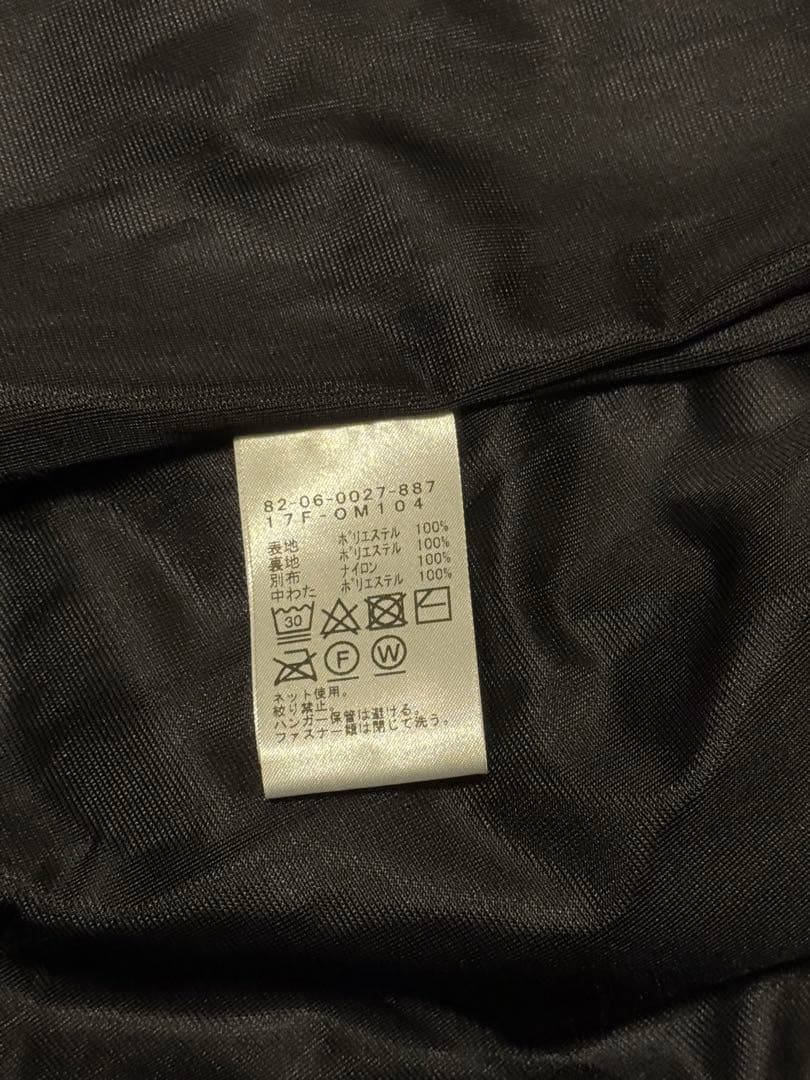 82-06-0027-887
17F-OM104
表地 ポリエステル 100%
裏地 ポリエステル 100%
別布 ナイロン 100%
中わた ポリエステル 100%
30
F W
ネット使用。
絞り禁止。
ハンガー保管は避ける。
ファスナー類は閉じて洗う。